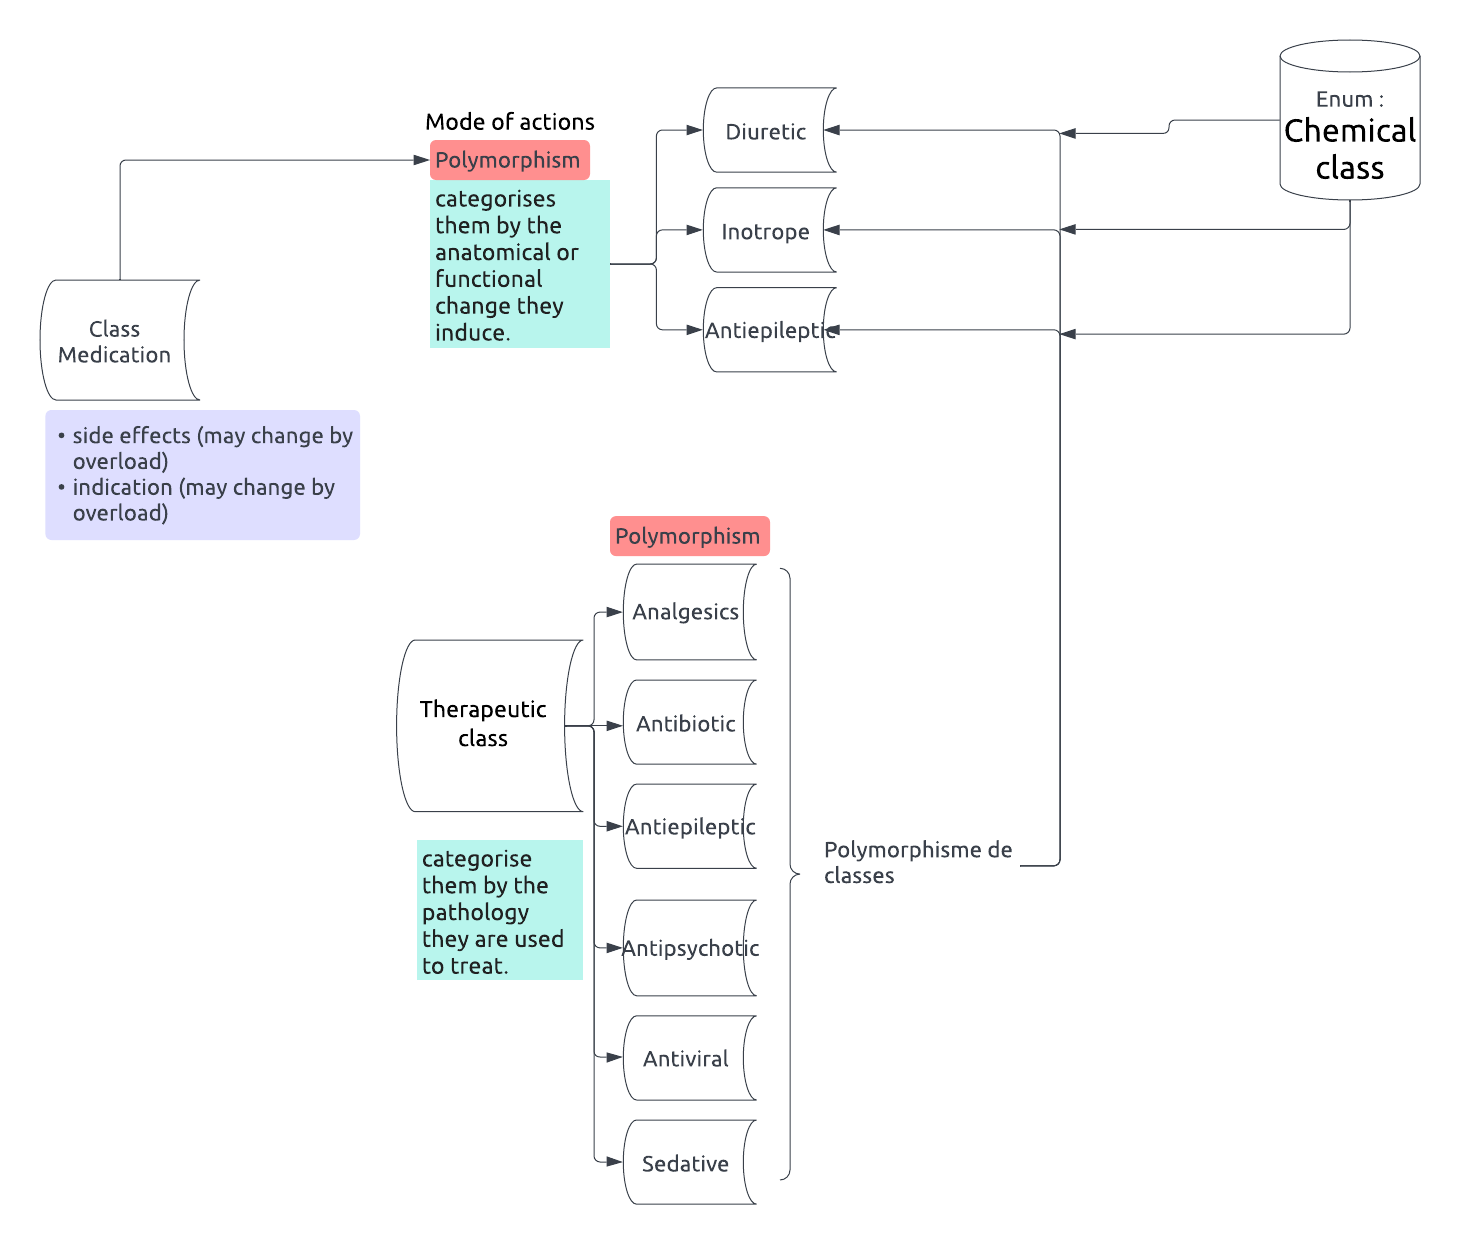 Enum :
Chemical
class
Mode of actions
Polymorphism
categorises
them by the
anatomical or
functional
change they
induce.
Diuretic
Inotrope
Antiepileptic
Class
Medication
• side effects (may change by
overload)
• indication (may change by
overload)
Polymorphism
Analgesics
Therapeutic
class
Antibiotic
Antiepileptic
categorise
them by the
pathology
they are used
to treat.
Polymorphisme de
classes
Antipsychotic
Antiviral
Sedative